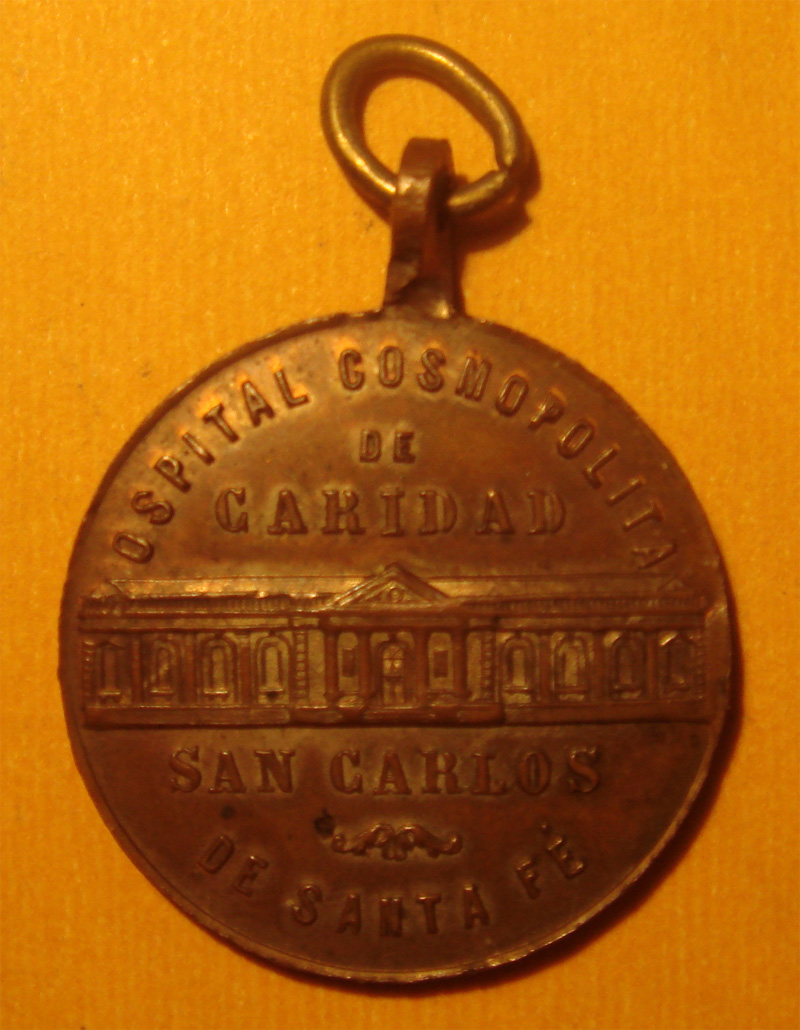 OSPITAL COSMOPOLITA
DE
CARIDAD
SAN CARLOS
DE SANTA FÉ